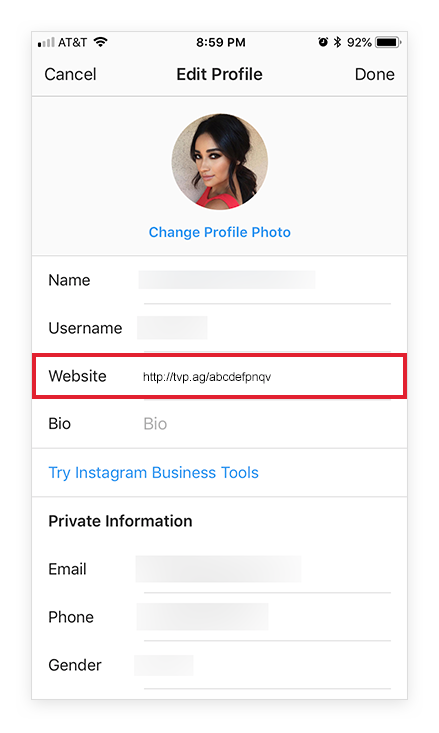 AT&T 8:59 PM 92%
Cancel Edit Profile Done
Change Profile Photo
Name
Username
Website http://tvp.ag/abcdefpnqv
Bio Bio
Try Instagram Business Tools
Private Information
Email
Phone
Gender